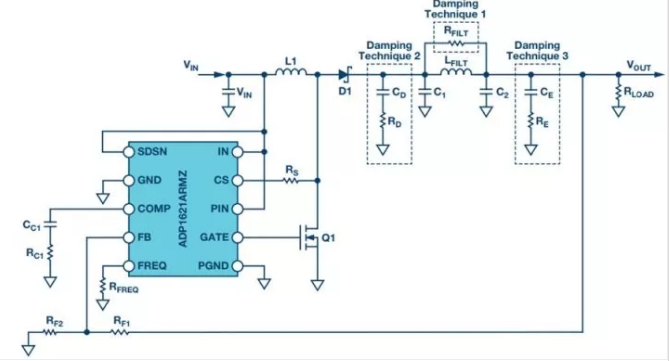 Damping
Technique 1
RFILT
Damping
Technique 2
LFILT
Damping
Technique 3
VIN
L1
D1
VOUT
VIN
CD
C1
C2
CE
RLOAD
RD
RE
SDSN
IN
GND
CS
RS
COMP
PIN
FB
GATE
Q1
FREQ
PGND
ADP1621ARMZ
CC1
RC1
RFREQ
RF2
RF1